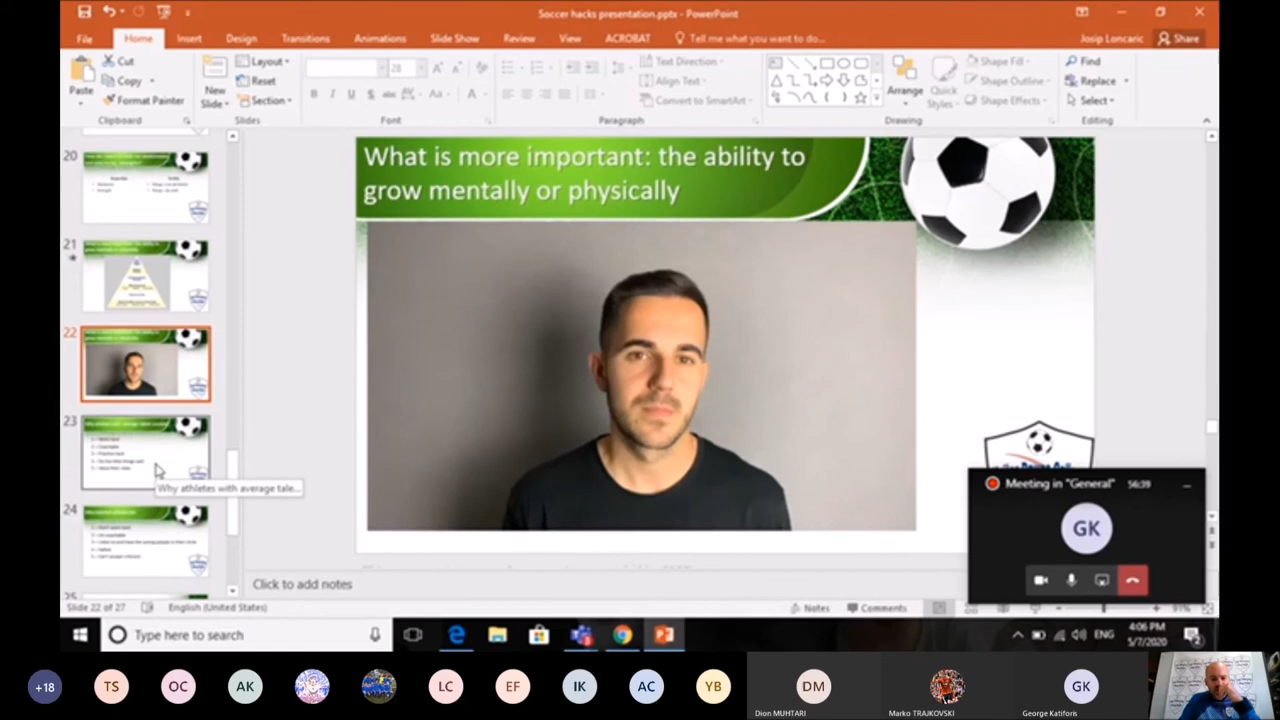 Soccer hacks presentation.pptx - PowerPoint
File Home Insert Design Transitions Animations Slide Show Review View ACROBAT Tell me what you want to do... Josip Loncaric Share
Cut
Copy
Format Painter
Paste
Clipboard
New
Slide
Layout
Reset
Section
Slides
28
Font
Text Direction
Align Text
Convert to SmartArt
Paragraph
Arrange
Quick
Styles
Shape Fill
Shape Outline
Shape Effects
Drawing
Find
Replace
Select
Editing
20
21
22
23
Why athletes with average tale...
24
25
What is more important: the ability to
grow mentally or physically
Meeting in "General" 56:39
GK
Click to add notes
Slide 22 of 27 English (United States) Notes Comments 91%
Type here to search
ENG
4:06 PM
5/7/2020
+18 TS OC AK LC EF IK AC YB DM GK
Dion MUHTARI Marko TRAJKOVSKI George Katiforis